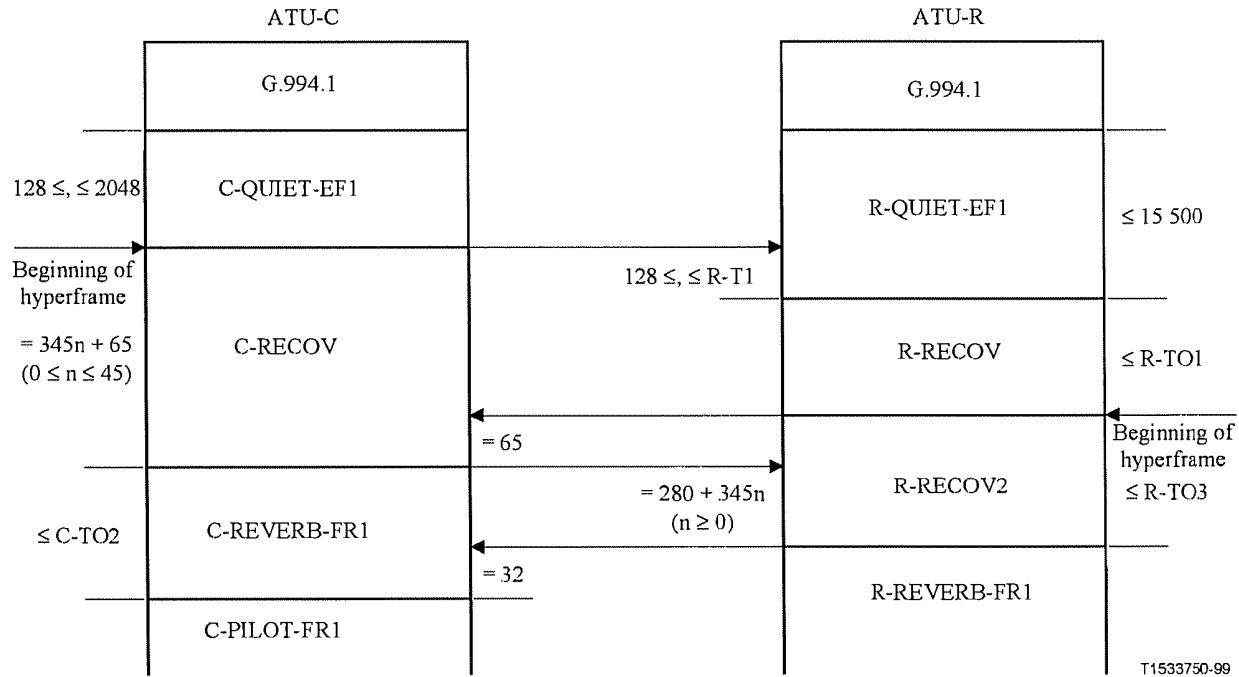 ATU-C
ATU-R
G.994.1
G.994.1
128 ≤, ≤ 2048
C-QUIET-EF1
R-QUIET-EF1
≤ 15 500
Beginning of
hyperframe
128 ≤, ≤ R-T1
= 345n + 65
(0 ≤ n ≤ 45)
C-RECOV
R-RECOV
≤ R-TO1
= 65
Beginning of
hyperframe
≤ R-TO3
R-RECOV2
= 280 + 345n
(n ≥ 0)
≤ C-TO2
C-REVERB-FR1
= 32
R-REVERB-FR1
C-PILOT-FR1
T1533750-99